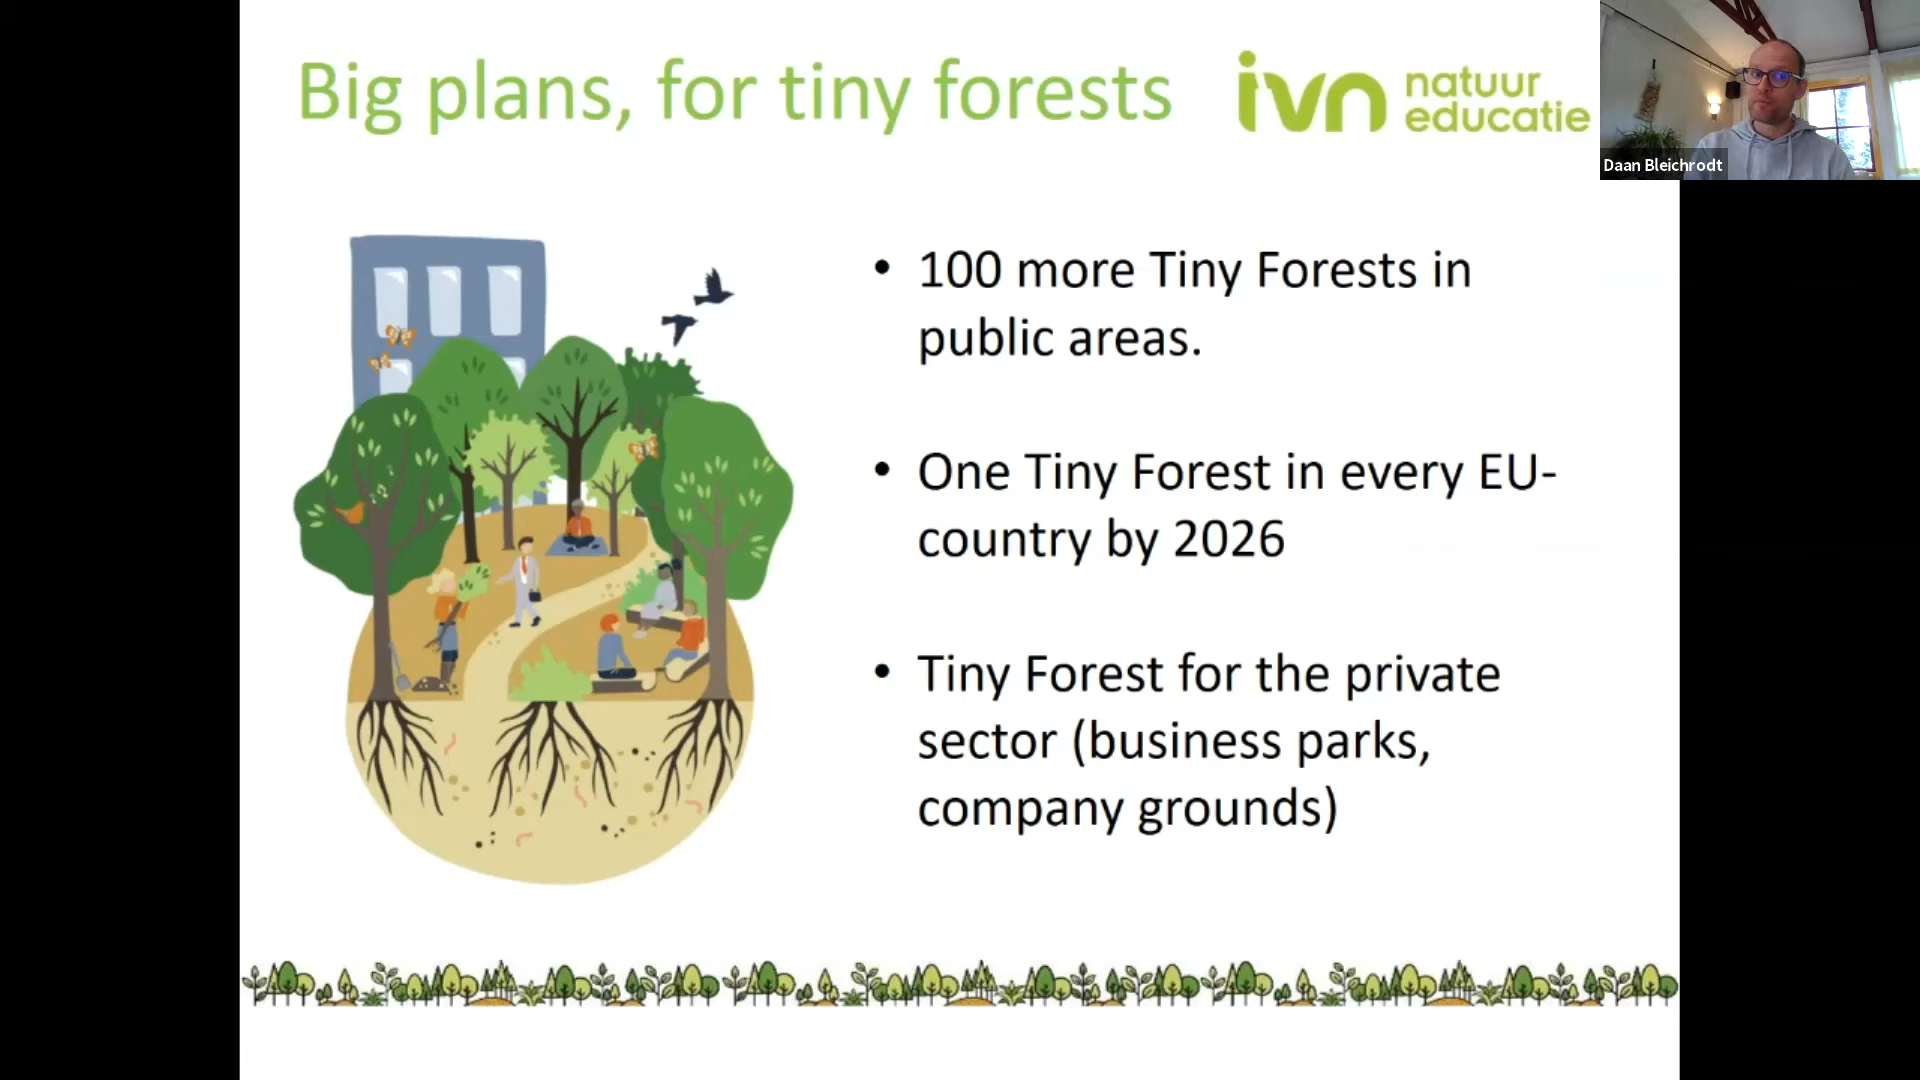 Big plans, for tiny forests
ivn natuur
educatie
Daan Bleichrodt
• 100 more Tiny Forests in
public areas.
• One Tiny Forest in every EU-
country by 2026
• Tiny Forest for the private
sector (business parks,
company grounds)